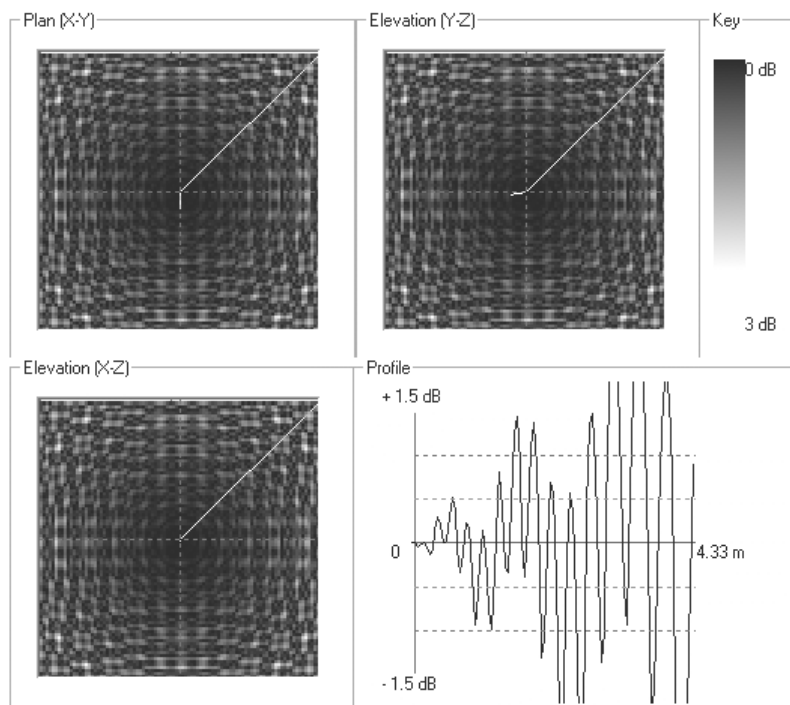 Plan (X-Y)
Elevation (Y-Z)
Key
0 dB
3 dB
Elevation (X-Z)
Profile
+ 1.5 dB
0
4.33 m
- 1.5 dB